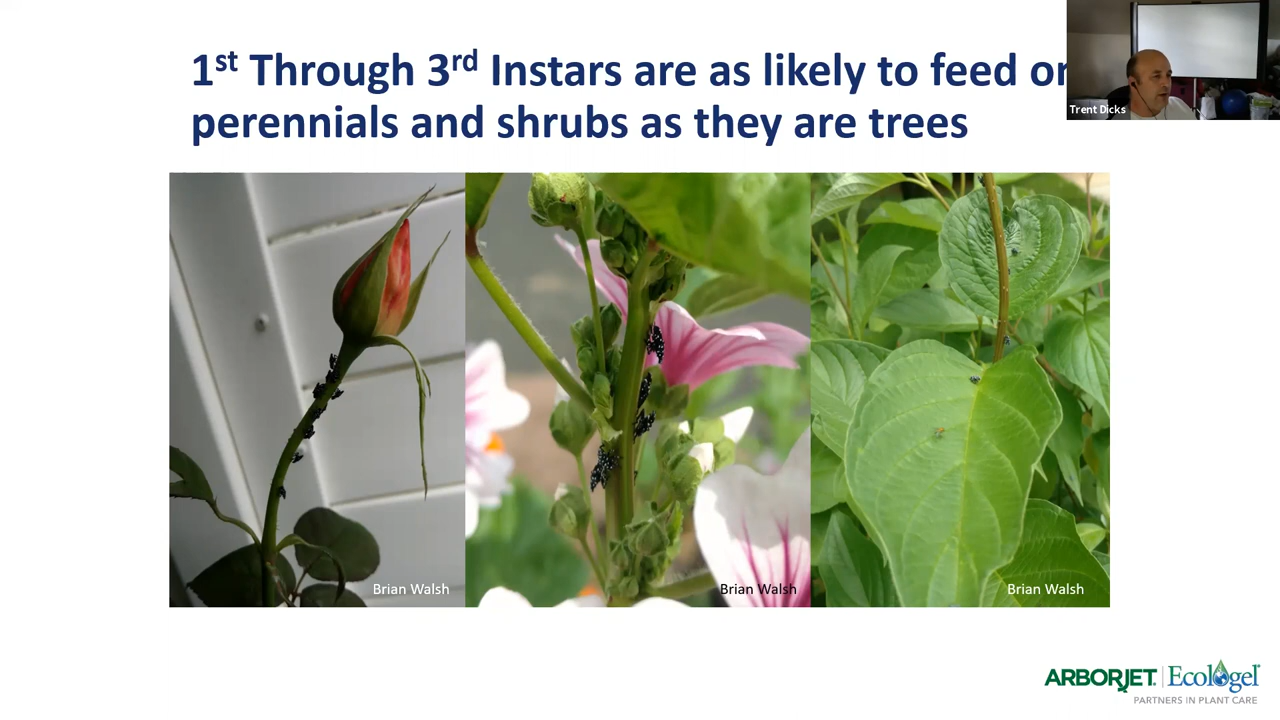 1st Through 3rd Instars are as likely to feed on
perennials and shrubs as they are trees
Trent Dicks
Brian Walsh
Brian Walsh
Brian Walsh
ARBORJET Ecologel
PARTNERS IN PLANT CARE